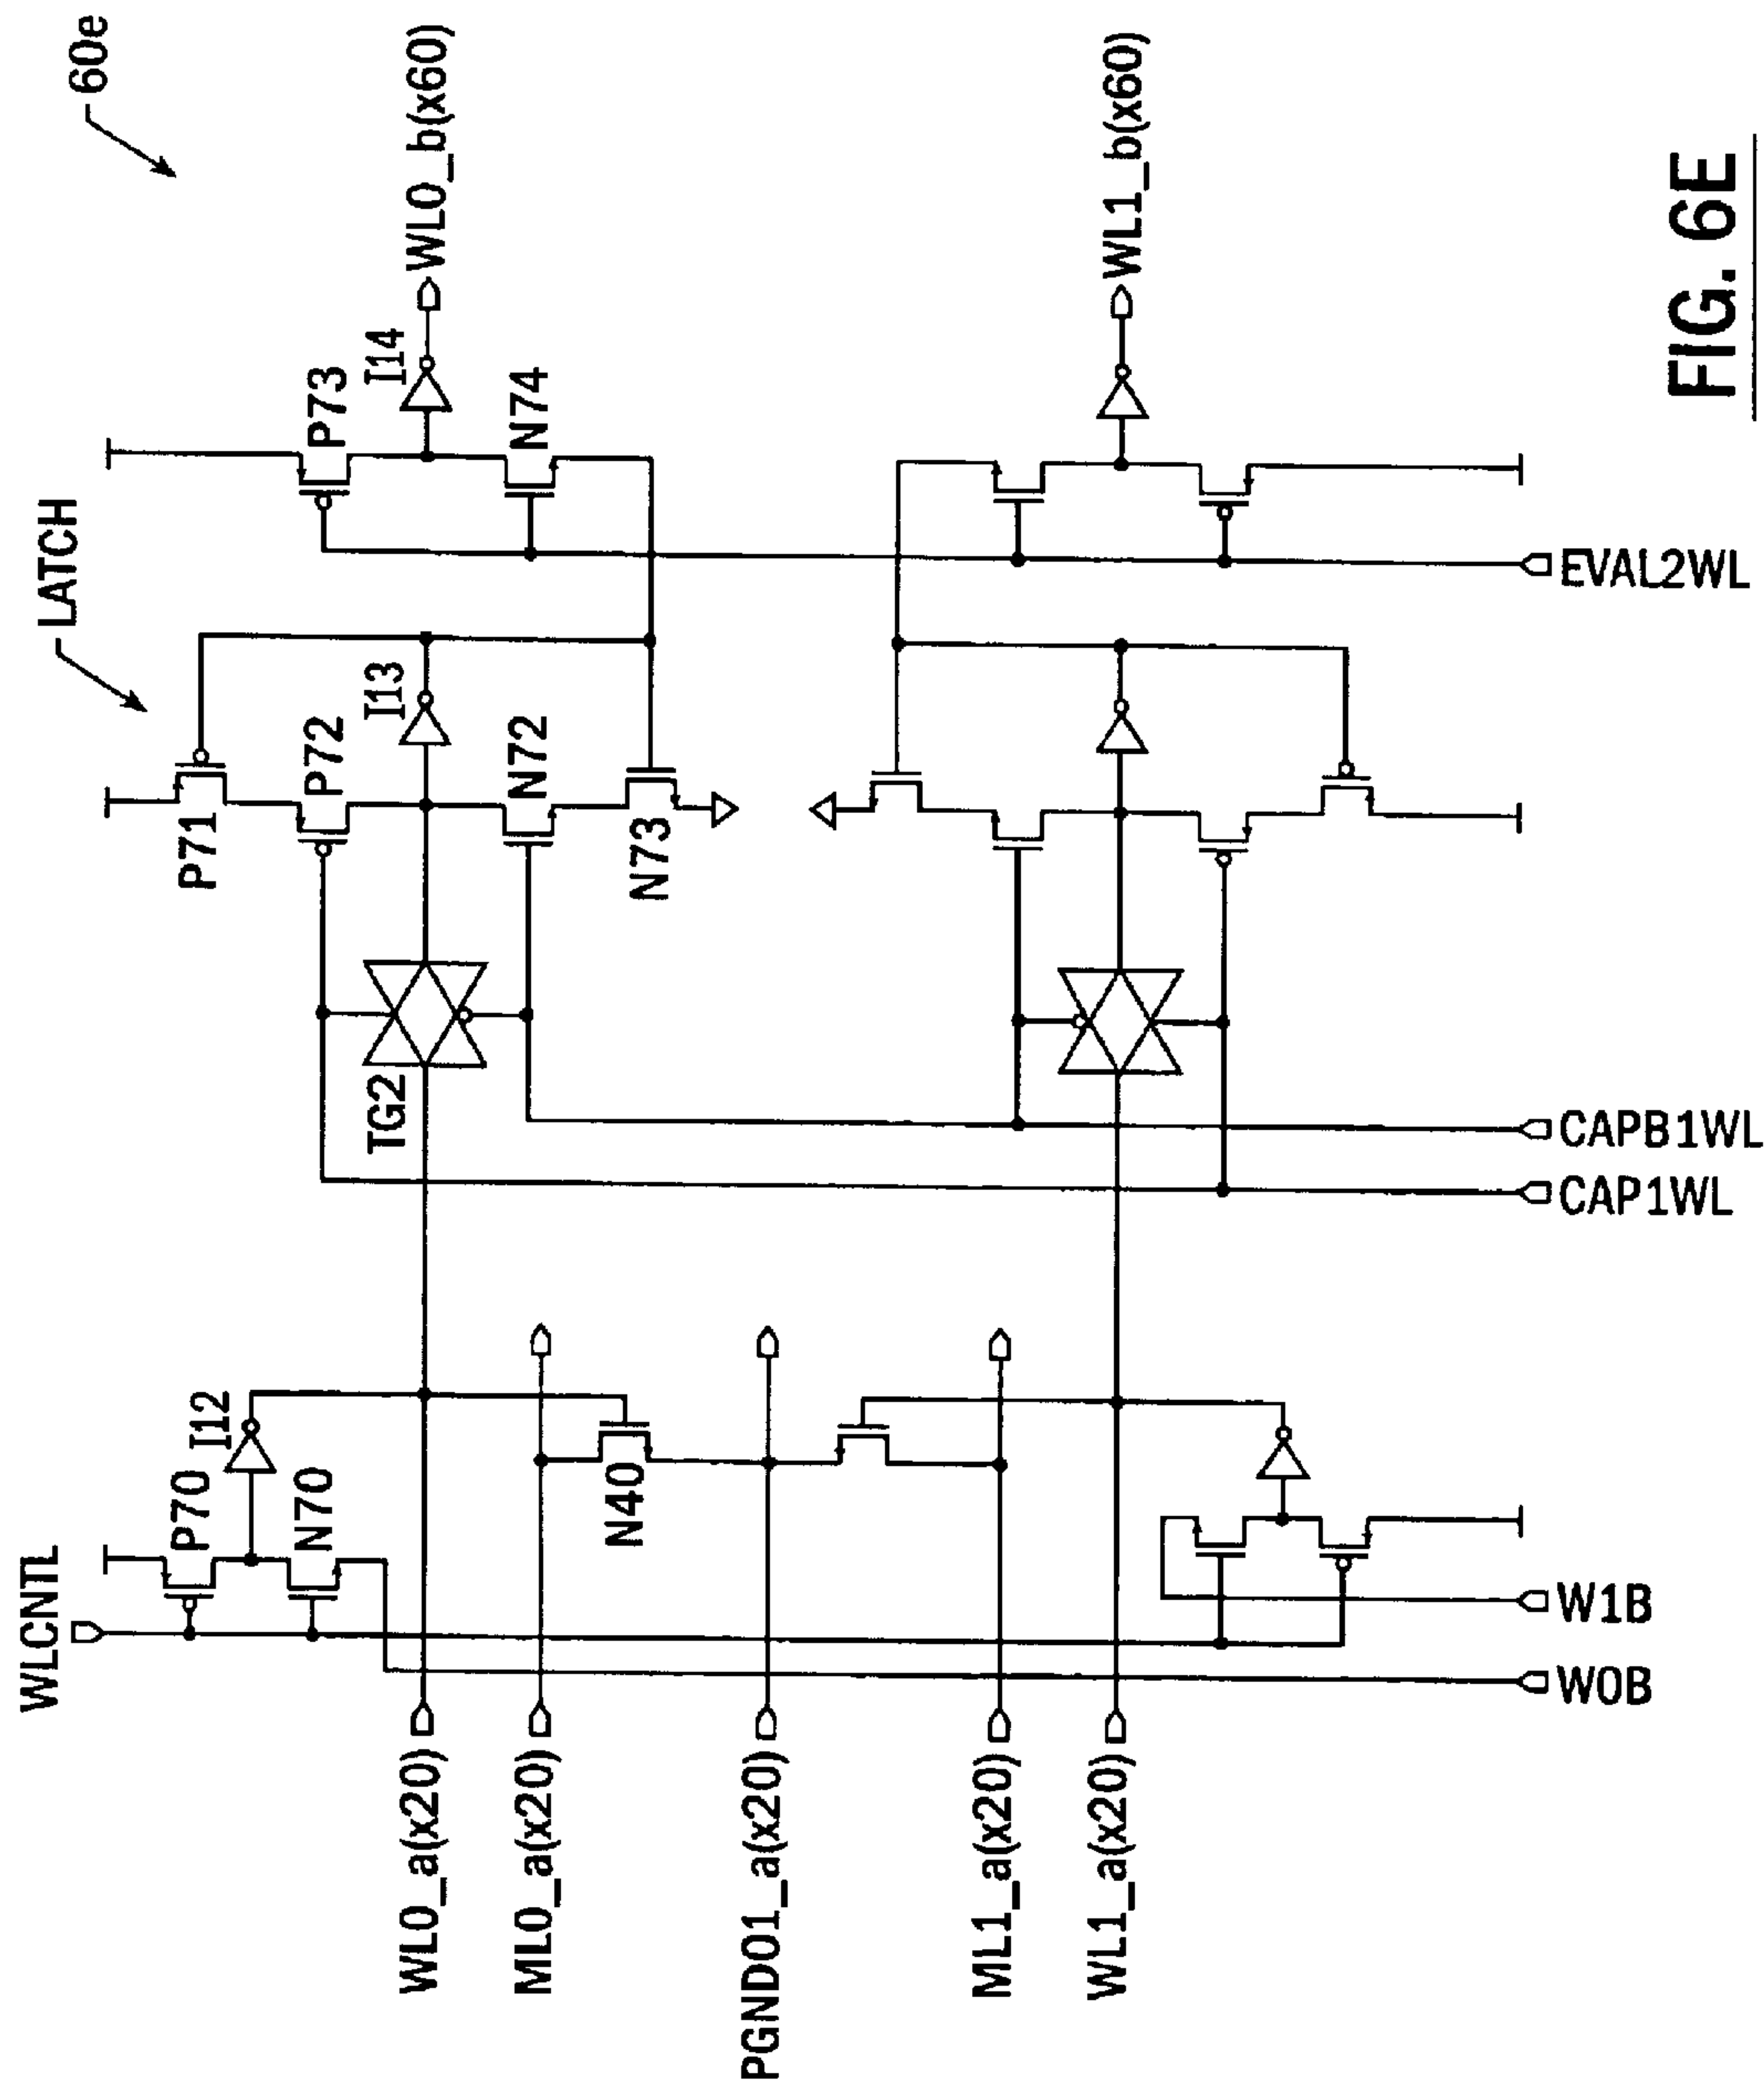 60e
LATCH
WLCNTL
P70
I12
N70
N40
TG2
P71
P72
I13
N72
N73
P73
I14
N74
WL0_a(x20)
ML0_a(x20)
PGND01_a(x20)
ML1_a(x20)
WL1_a(x20)
WL0_b(x60)
WL1_b(x60)
W0B
W1B
CAP1WL
CAPB1WL
EVAL2WL
FIG. 6E